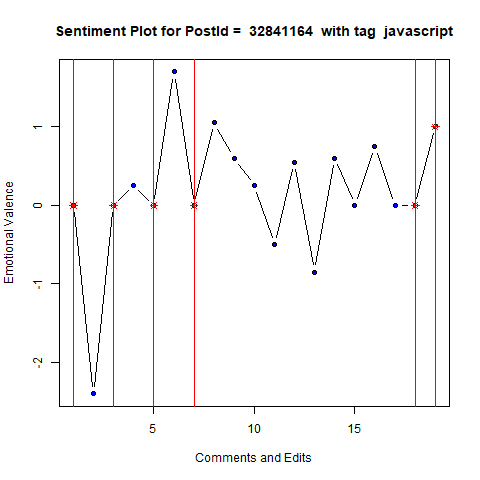 Sentiment Plot for PostId =  32841164  with tag  javascript
Emotional Valence
1
0
-1
-2
5
10
15
Comments and Edits